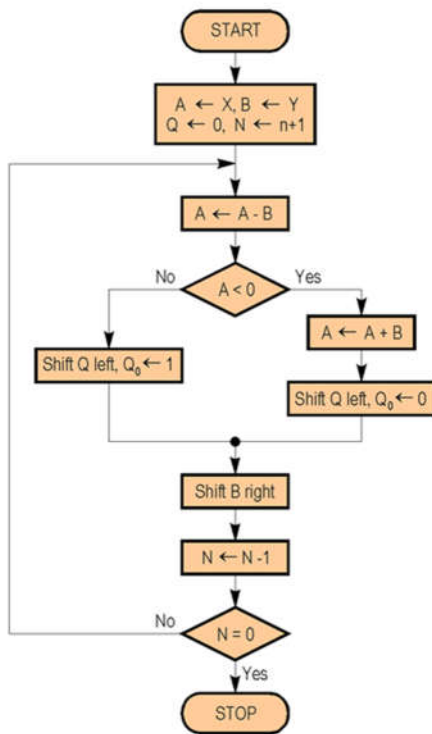 START
A ← X, B ← Y
Q ← 0, N ← n+1
A ← A - B
No
A < 0
Yes
A ← A + B
Shift Q left, Q₀ ← 1
Shift Q left, Q₀ ← 0
Shift B right
N ← N -1
No
N = 0
Yes
STOP